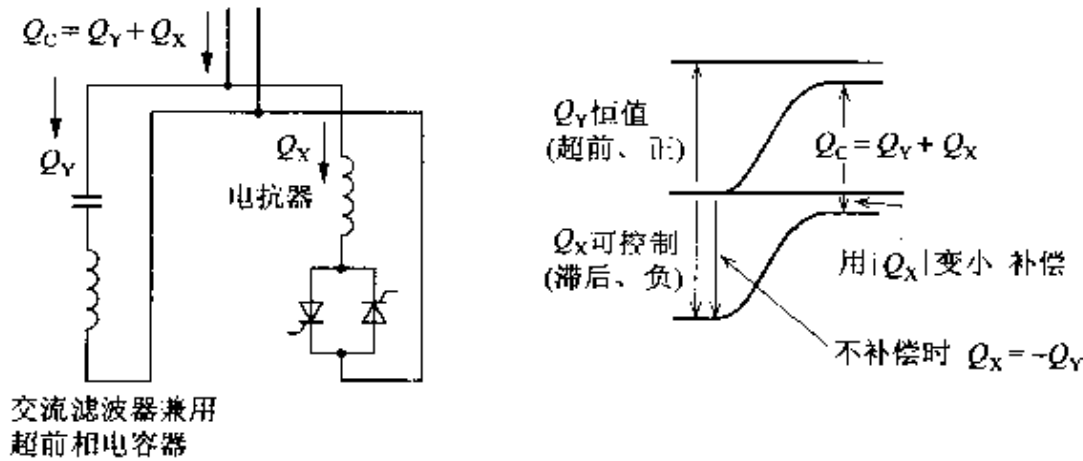 Q_C = Q_Y + Q_X
Q_Y
Q_X
电抗器
交流滤波器兼用
超前相电容器
Q_Y恒值
(超前、正)
Q_C = Q_Y + Q_X
Q_X可控制
(滞后、负)
用|Q_X|变小 补偿
不补偿时 Q_X = -Q_Y